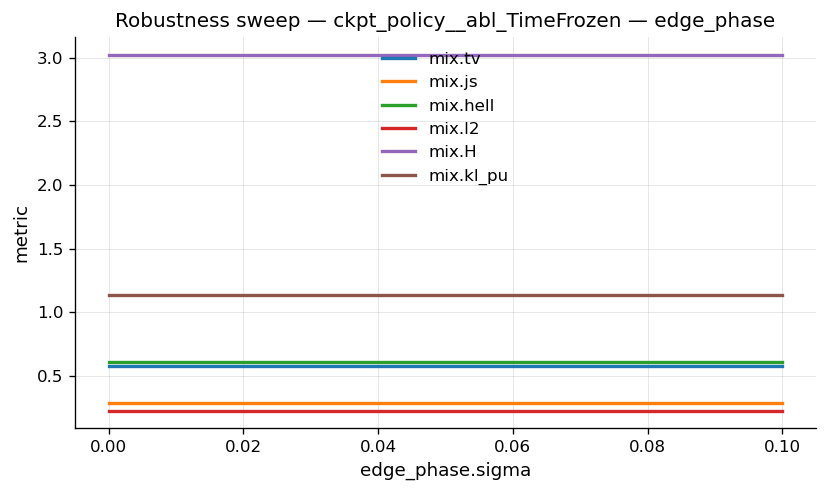 Robustness sweep — ckpt_policy__abl_TimeFrozen — edge_phase
3.0
2.5
2.0
1.5
1.0
0.5
metric
mix.tv
mix.js
mix.hell
mix.l2
mix.H
mix.kl_pu
0.00
0.02
0.04
0.06
0.08
0.10
edge_phase.sigma